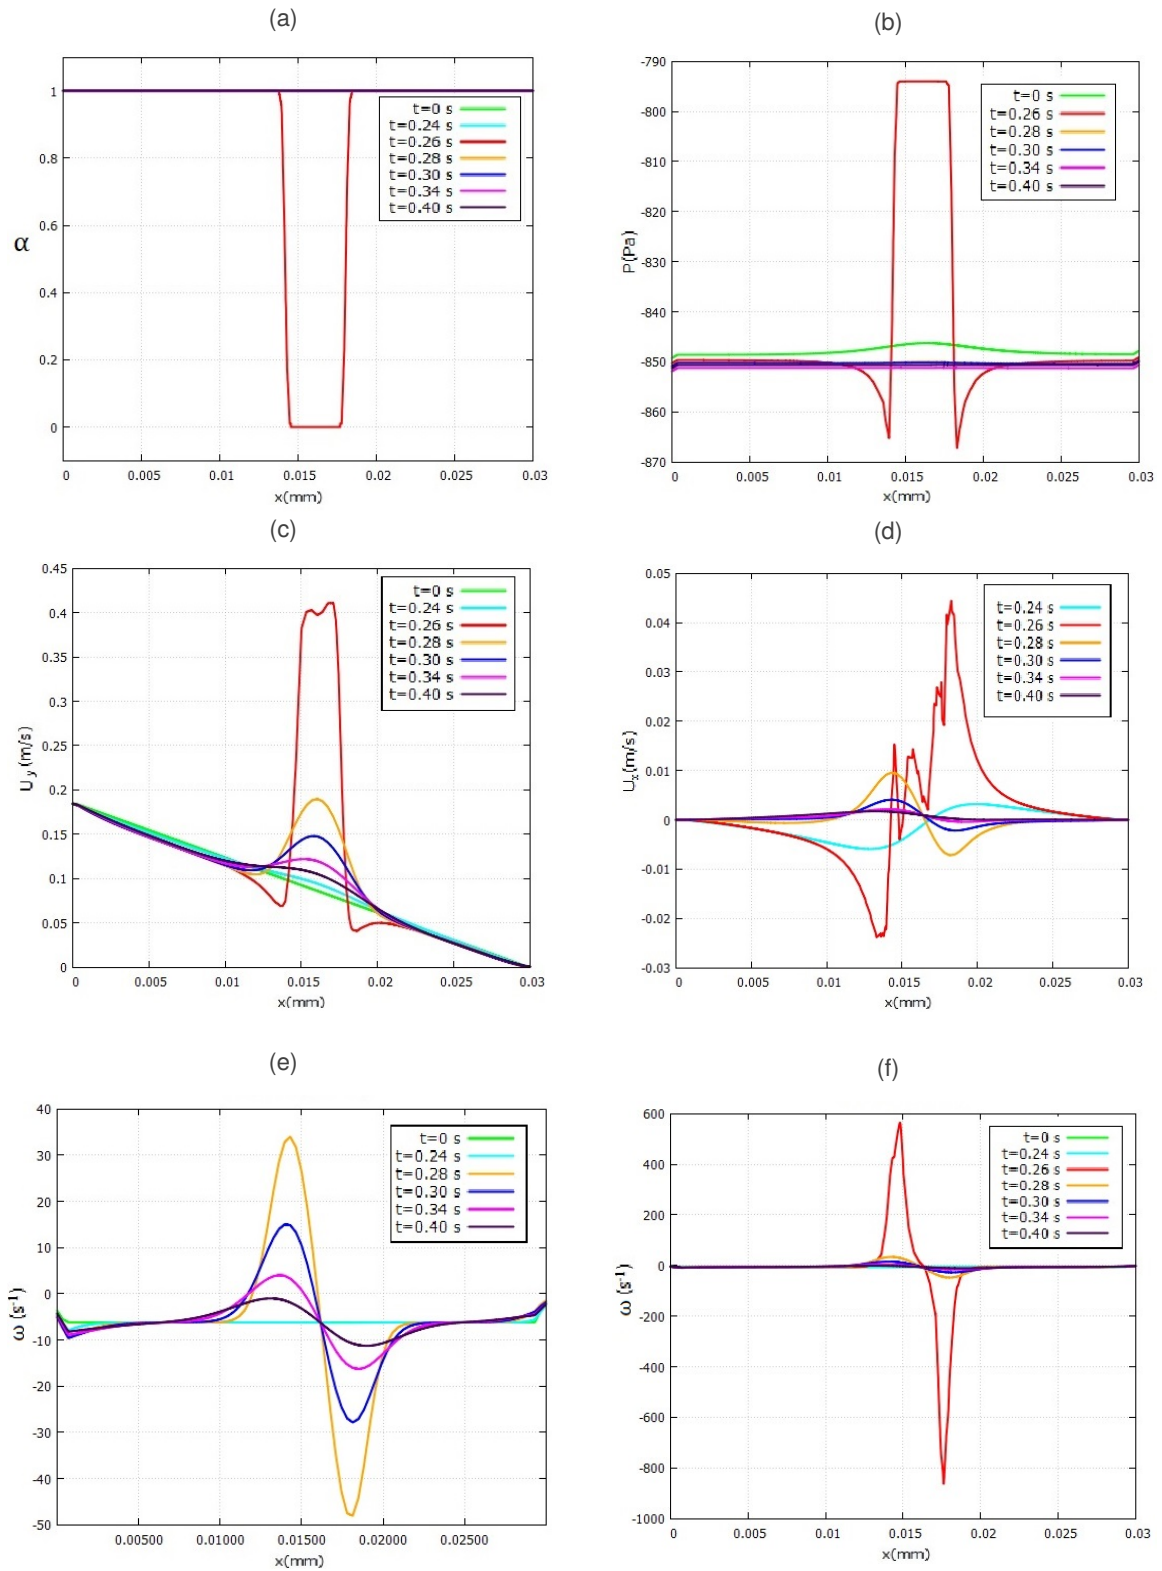 (a)
1
0.8
0.6
0.4
0.2
0
α
t=0 s
t=0.24 s
t=0.26 s
t=0.28 s
t=0.30 s
t=0.34 s
t=0.40 s
0 0.005 0.010 0.015 0.02 0.025 0.03
x(mm)
(b)
-790
-800
-810
-820
-830
-840
-850
-860
-870
P(Pa)
t=0 s
t=0.26 s
t=0.28 s
t=0.30 s
t=0.34 s
t=0.40 s
0 0.005 0.01 0.015 0.02 0.025 0.03
x(mm)
(c)
0.45
0.4
0.35
0.3
0.25
0.2
0.15
0.1
0.05
0
U y (m/s)
t=0 s
t=0.24 s
t=0.26 s
t=0.28 s
t=0.30 s
t=0.34 s
t=0.40 s
0 0.005 0.01 0.015 0.02 0.025 0.03
x(mm)
(d)
0.05
0.04
0.03
0.02
0.01
0
-0.01
-0.02
-0.03
Ux(m/s)
t=0.24 s
t=0.26 s
t=0.28 s
t=0.30 s
t=0.34 s
t=0.40 s
0 0.005 0.01 0.015 0.02 0.025 0.03
x(mm)
(e)
40
30
20
10
0
-10
-20
-30
-40
-50
ω (s-1)
t=0 s
t=0.24 s
t=0.28 s
t=0.30 s
t=0.34 s
t=0.40 s
0.00500 0.01000 0.01500 0.02000 0.02500
x(mm)
(f)
600
400
200
0
-200
-400
-600
-800
-1000
ω (s-1)
t=0 s
t=0.24 s
t=0.26 s
t=0.28 s
t=0.30 s
t=0.34 s
t=0.40 s
0 0.005 0.01 0.015 0.02 0.025 0.03
x(mm)